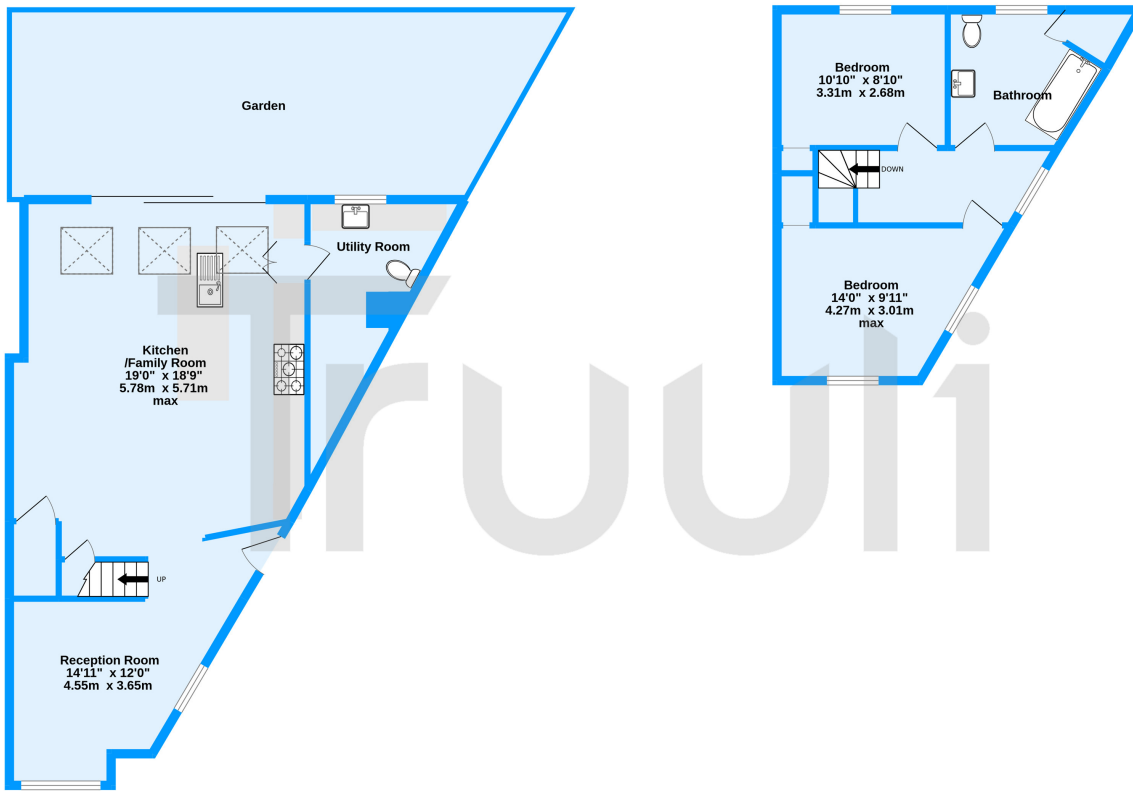 Garden
Utility Room
Kitchen
/Family Room
19'0" x 18'9"
5.78m x 5.71m
max
UP
Reception Room
14'11" x 12'0"
4.55m x 3.65m
Bedroom
10'10" x 8'10"
3.31m x 2.68m
Bathroom
DOWN
Bedroom
14'0" x 9'11"
4.27m x 3.01m
max
Truuli